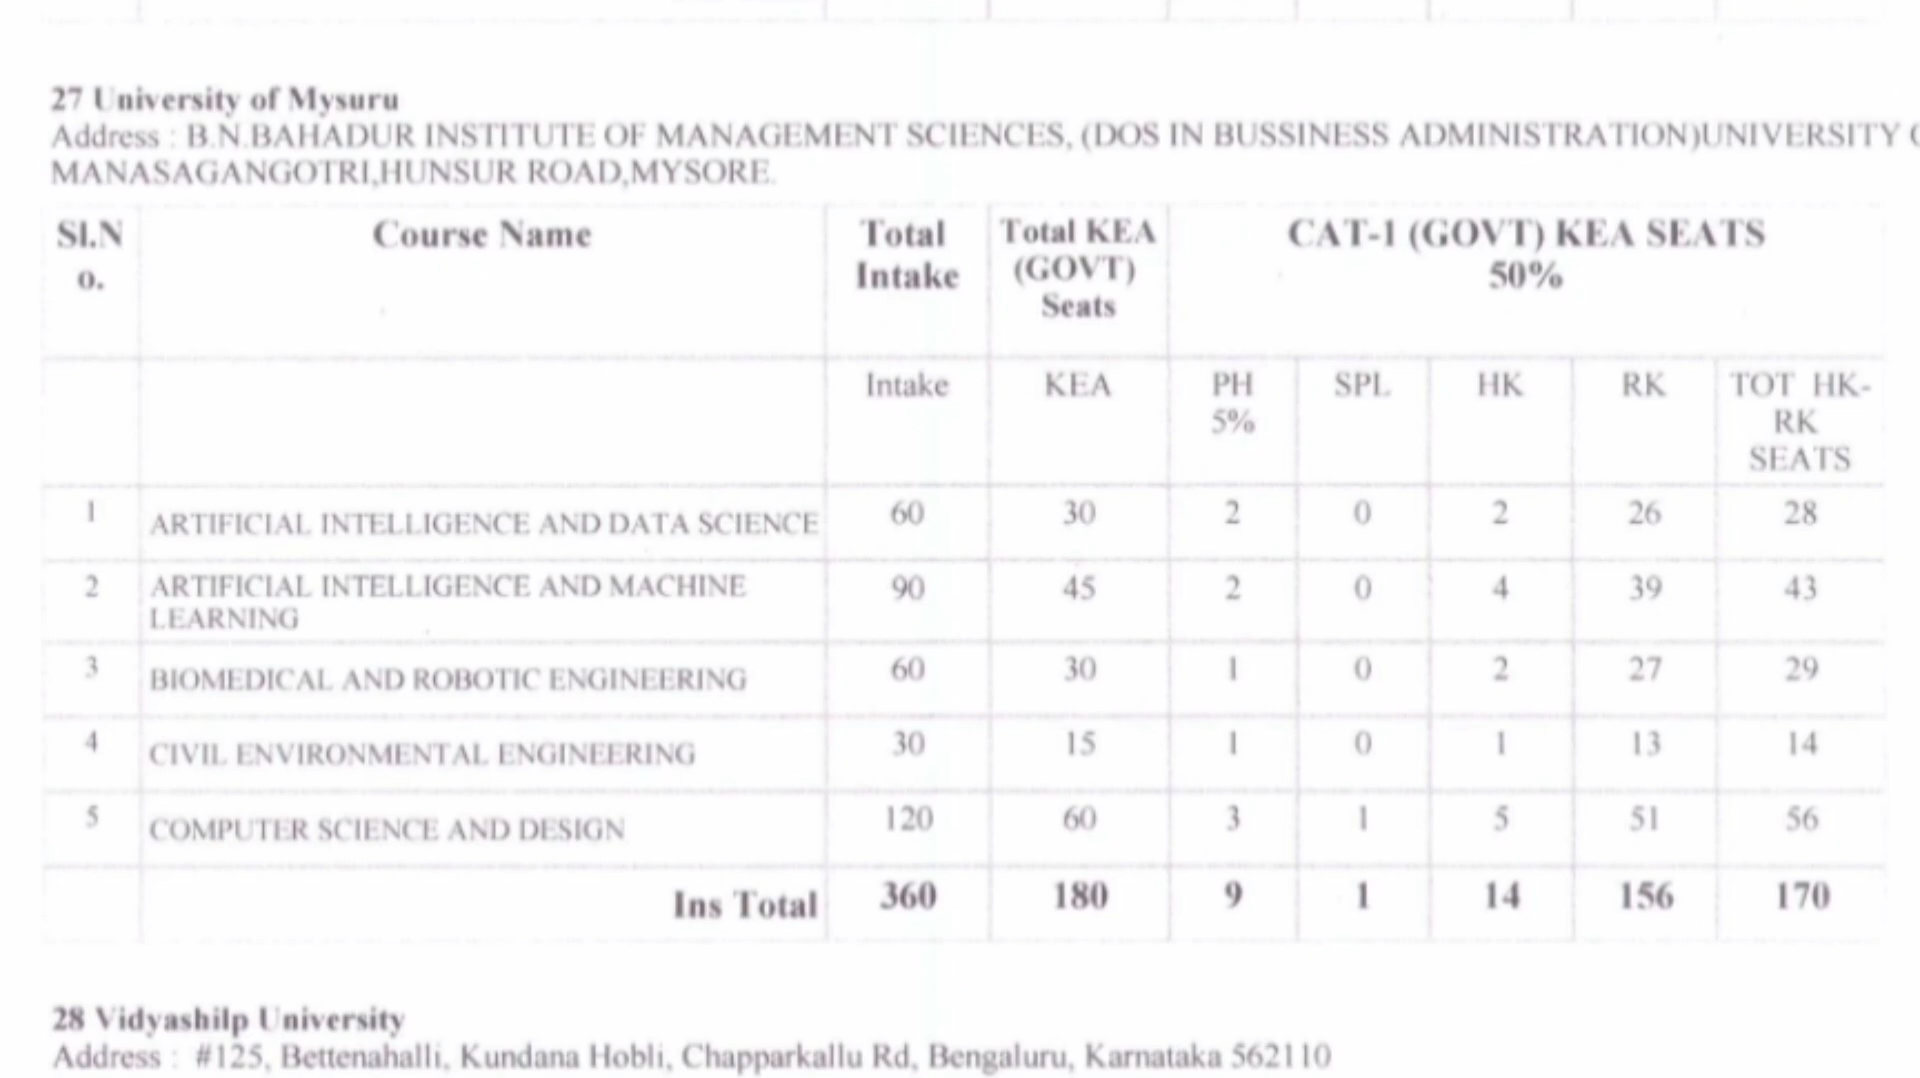 27 University of Mysuru
Address : B.N.BAHADUR INSTITUTE OF MANAGEMENT SCIENCES, (DOS IN BUSSINESS ADMINISTRATION)UNIVERSITY
MANASAGANGOTRI,HUNSUR ROAD,MYSORE.
Sl.N o. Course Name Total Intake Total KEA (GOVT) Seats CAT-1 (GOVT) KEA SEATS 50%
Intake KEA PH 5% SPL HK RK TOT HK-RK SEATS
1 ARTIFICIAL INTELLIGENCE AND DATA SCIENCE 60 30 2 0 2 26 28
2 ARTIFICIAL INTELLIGENCE AND MACHINE LEARNING 90 45 2 0 4 39 43
3 BIOMEDICAL AND ROBOTIC ENGINEERING 60 30 1 0 2 27 29
4 CIVIL ENVIRONMENTAL ENGINEERING 30 15 1 0 1 13 14
5 COMPUTER SCIENCE AND DESIGN 120 60 3 1 5 51 56
Ins Total 360 180 9 1 14 156 170
28 Vidyashilp University
Address : #125, Bettenahalli, Kundana Hobli, Chapparkallu Rd, Bengaluru, Karnataka 562110